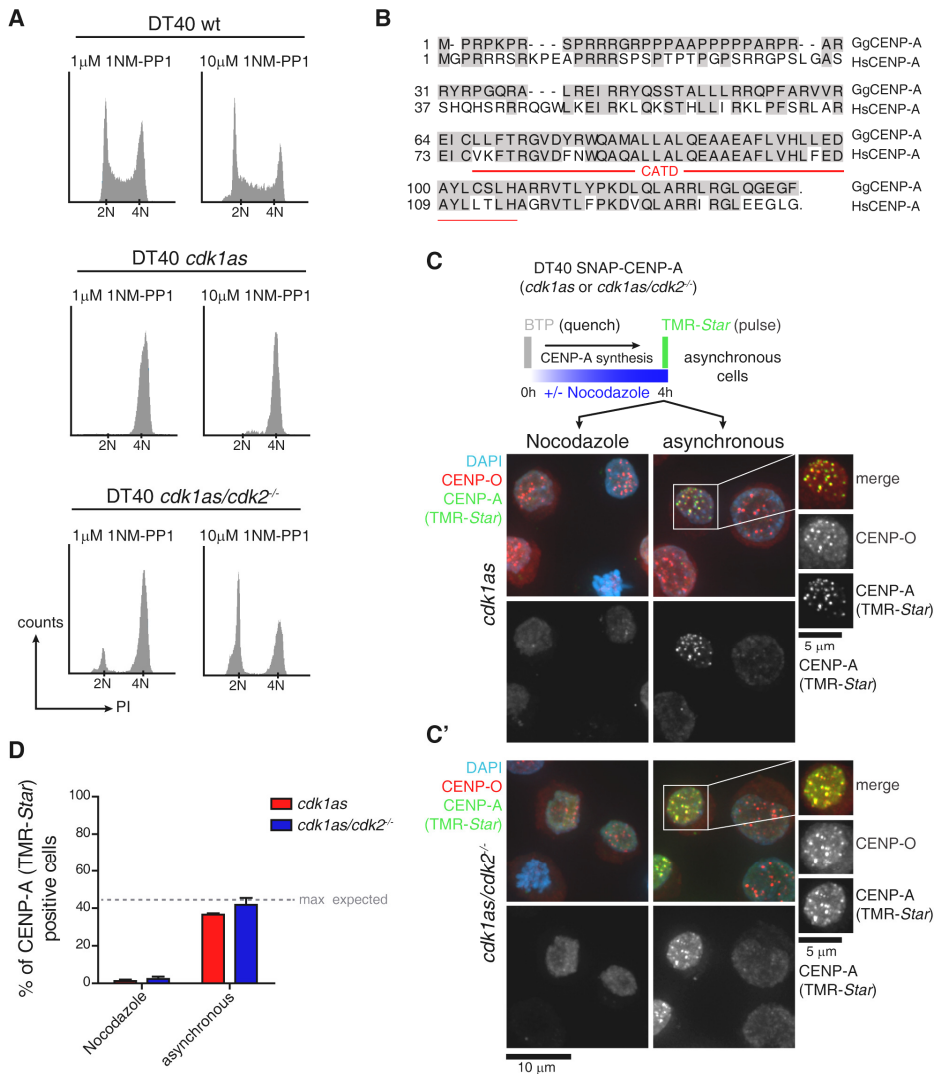 A
DT40 wt
1μM 1NM-PP1
10μM 1NM-PP1
2N 4N
2N 4N
DT40 cdk1as
1μM 1NM-PP1
10μM 1NM-PP1
2N 4N
2N 4N
DT40 cdk1as/cdk2-/-
1μM 1NM-PP1
10μM 1NM-PP1
counts
2N 4N
2N 4N
PI
B
1 M-PRPKPR---SPRRRGRPPPAAPPPPPARPR--AR GgCENP-A
1 MGPRRRSRKPEAPRRRSPSPTPTPGPSRRGPSLGAS HsCENP-A
31 RYRPGQRA---LREIRRYQSSTALLLRRQPFARVVR GgCENP-A
37 SHQHSRRRQGWLKEIRKLQKSTHLLIRKLPFSRLAR HsCENP-A
64 EICLLFTRGVDYRWQAMALLALQEAAEAFLVHLLED GgCENP-A
73 EICVKFTRGVDFNWQAQALLALQEAAEAFLVHLFED HsCENP-A
CATD
100 AYLCSLHARRVTLYPKDLQLARRLRGLQGEGF. GgCENP-A
109 AYLLTLHAGRVTLFPKDVQLARRIRGLEEGLG. HsCENP-A
C
DT40 SNAP-CENP-A
(cdk1as or cdk1as/cdk2-/-)
BTP (quench)
TMR-Star (pulse)
CENP-A synthesis
asynchronous
cells
0h +/- Nocodazole 4h
Nocodazole
asynchronous
DAPI
CENP-O
CENP-A
(TMR-Star)
cdk1as
merge
CENP-O
CENP-A
(TMR-Star)
5 μm
CENP-A
(TMR-Star)
C'
DAPI
CENP-O
CENP-A
(TMR-Star)
cdk1as/cdk2-/-
merge
CENP-O
CENP-A
(TMR-Star)
5 μm
CENP-A
(TMR-Star)
10 μm
D
% of CENP-A (TMR-Star)
positive cells
100
80
60
40
20
0
cdk1as
cdk1as/cdk2-/-
max expected
Nocodazole
asynchronous